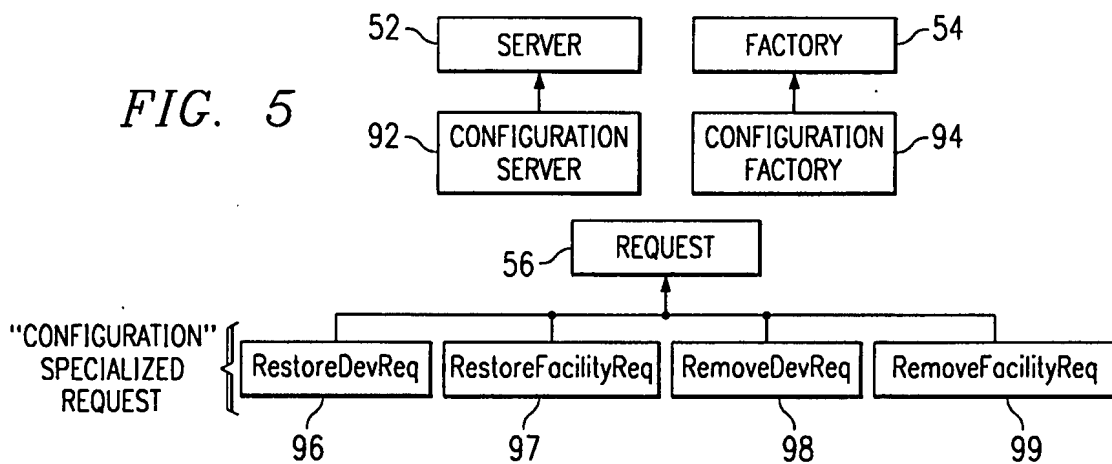 FIG. 5
52 SERVER
FACTORY 54
92 CONFIGURATION
SERVER
CONFIGURATION
FACTORY 94
REQUEST
56
"CONFIGURATION"
SPECIALIZED
REQUEST
RestoreDevReq RestoreFacilityReq RemoveDevReq RemoveFacilityReq
96 97 98 99